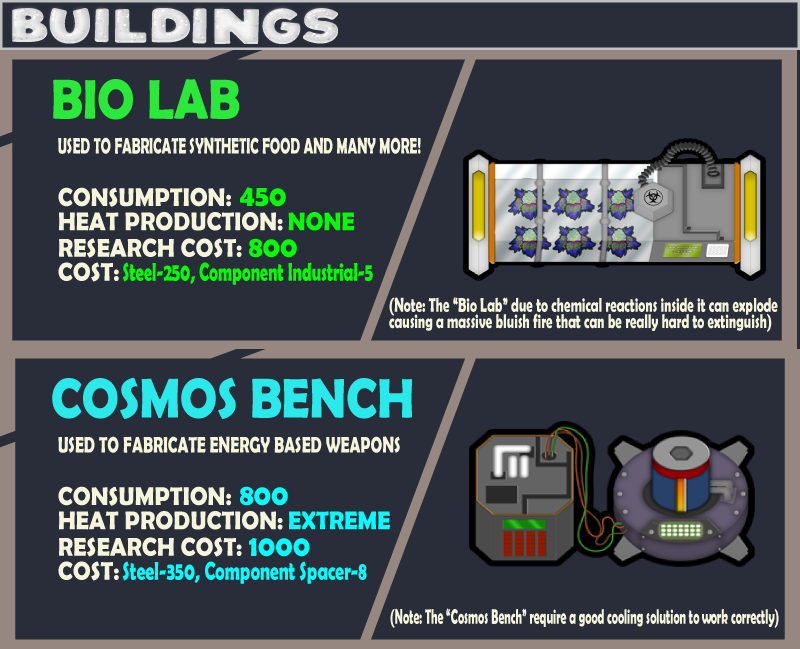 BUILDINGS
BIO LAB
USED TO FABRICATE SYNTHETIC FOOD AND MANY MORE!
CONSUMPTION: 450
HEAT PRODUCTION: NONE
RESEARCH COST: 800
COST: Steel-250, Component Industrial-5
(Note: The "Bio Lab" due to chemical reactions inside it can explode
causing a massive bluish fire that can be really hard to extinguish)
COSMOS BENCH
USED TO FABRICATE ENERGY BASED WEAPONS
CONSUMPTION: 800
HEAT PRODUCTION: EXTREME
RESEARCH COST: 1000
COST: Steel-350, Component Spacer-8
(Note: The "Cosmos Bench" require a good cooling solution to work correctly)